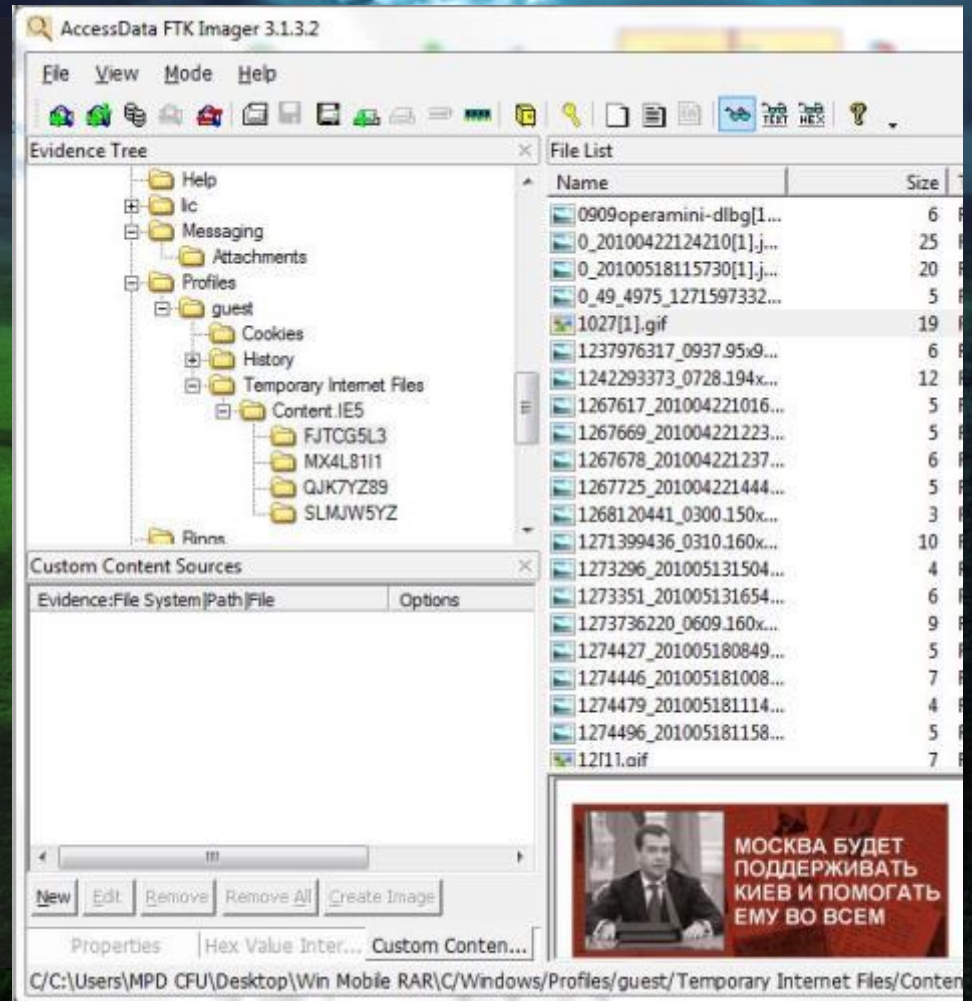 AccessData FTK Imager 3.1.3.2
File View Mode Help
TEXT HEX
Evidence Tree
Help
lic
Messaging
Attachments
Profiles
guest
Cookies
History
Temporary Internet Files
Content.IE5
FJTCG5L3
MX4L81I1
QJK7YZ89
SLMJW5YZ
Rings
Custom Content Sources
Evidence:File System|Path|File Options
New Edit Remove Remove All Create Image
Properties Hex Value Inter... Custom Conten...
File List
Name Size
0909operamini-dlbg[1... 6
0_20100422124210[1].j... 25
0_20100518115730[1].j... 20
0_49_4975_1271597332... 5
1027[1].gif 19
1237976317_0937.95x9... 6
1242293373_0728.194x... 12
1267617_201004221016... 5
1267669_201004221223... 5
1267678_201004221237... 6
1267725_201004221444... 5
1268120441_0300.150x... 3
1271399436_0310.160x... 10
1273296_201005131504... 4
1273351_201005131654... 6
1273736220_0609.160x... 9
1274427_201005180849... 5
1274446_201005181008... 7
1274479_201005181114... 4
1274496_201005181158... 5
12[1].gif 7
МОСКВА БУДЕТ
ПОДДЕРЖИВАТЬ
КИЕВ И ПОМОГАТЬ
ЕМУ ВО ВСЕМ
C/C:\Users\MPD CFU\Desktop\Win Mobile RAR\C/Windows/Profiles/guest/Temporary Internet Files/Conten